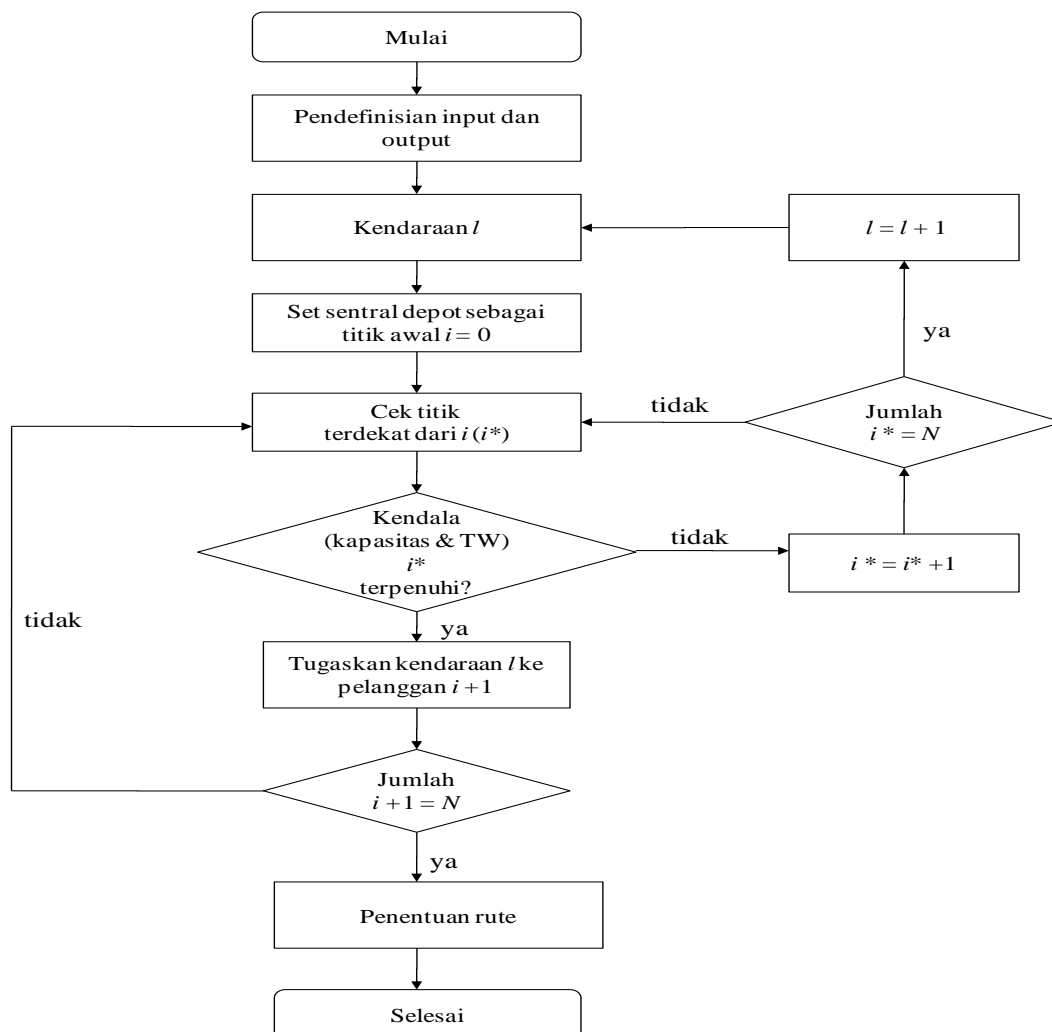 Mulai
Pendefinisian input dan
output
Kendaraan l
l = l + 1
Set sentral depot sebagai
titik awal i = 0
ya
Cek titik
terdekat dari i (i*)
tidak
Jumlah
i * = N
Kendala
(kapasitas & TW)
i*
terpenuhi?
tidak
i * = i* +1
tidak
ya
Tugaskan kendaraan l ke
pelanggan i +1
Jumlah
i +1 = N
ya
Penentuan rute
Selesai